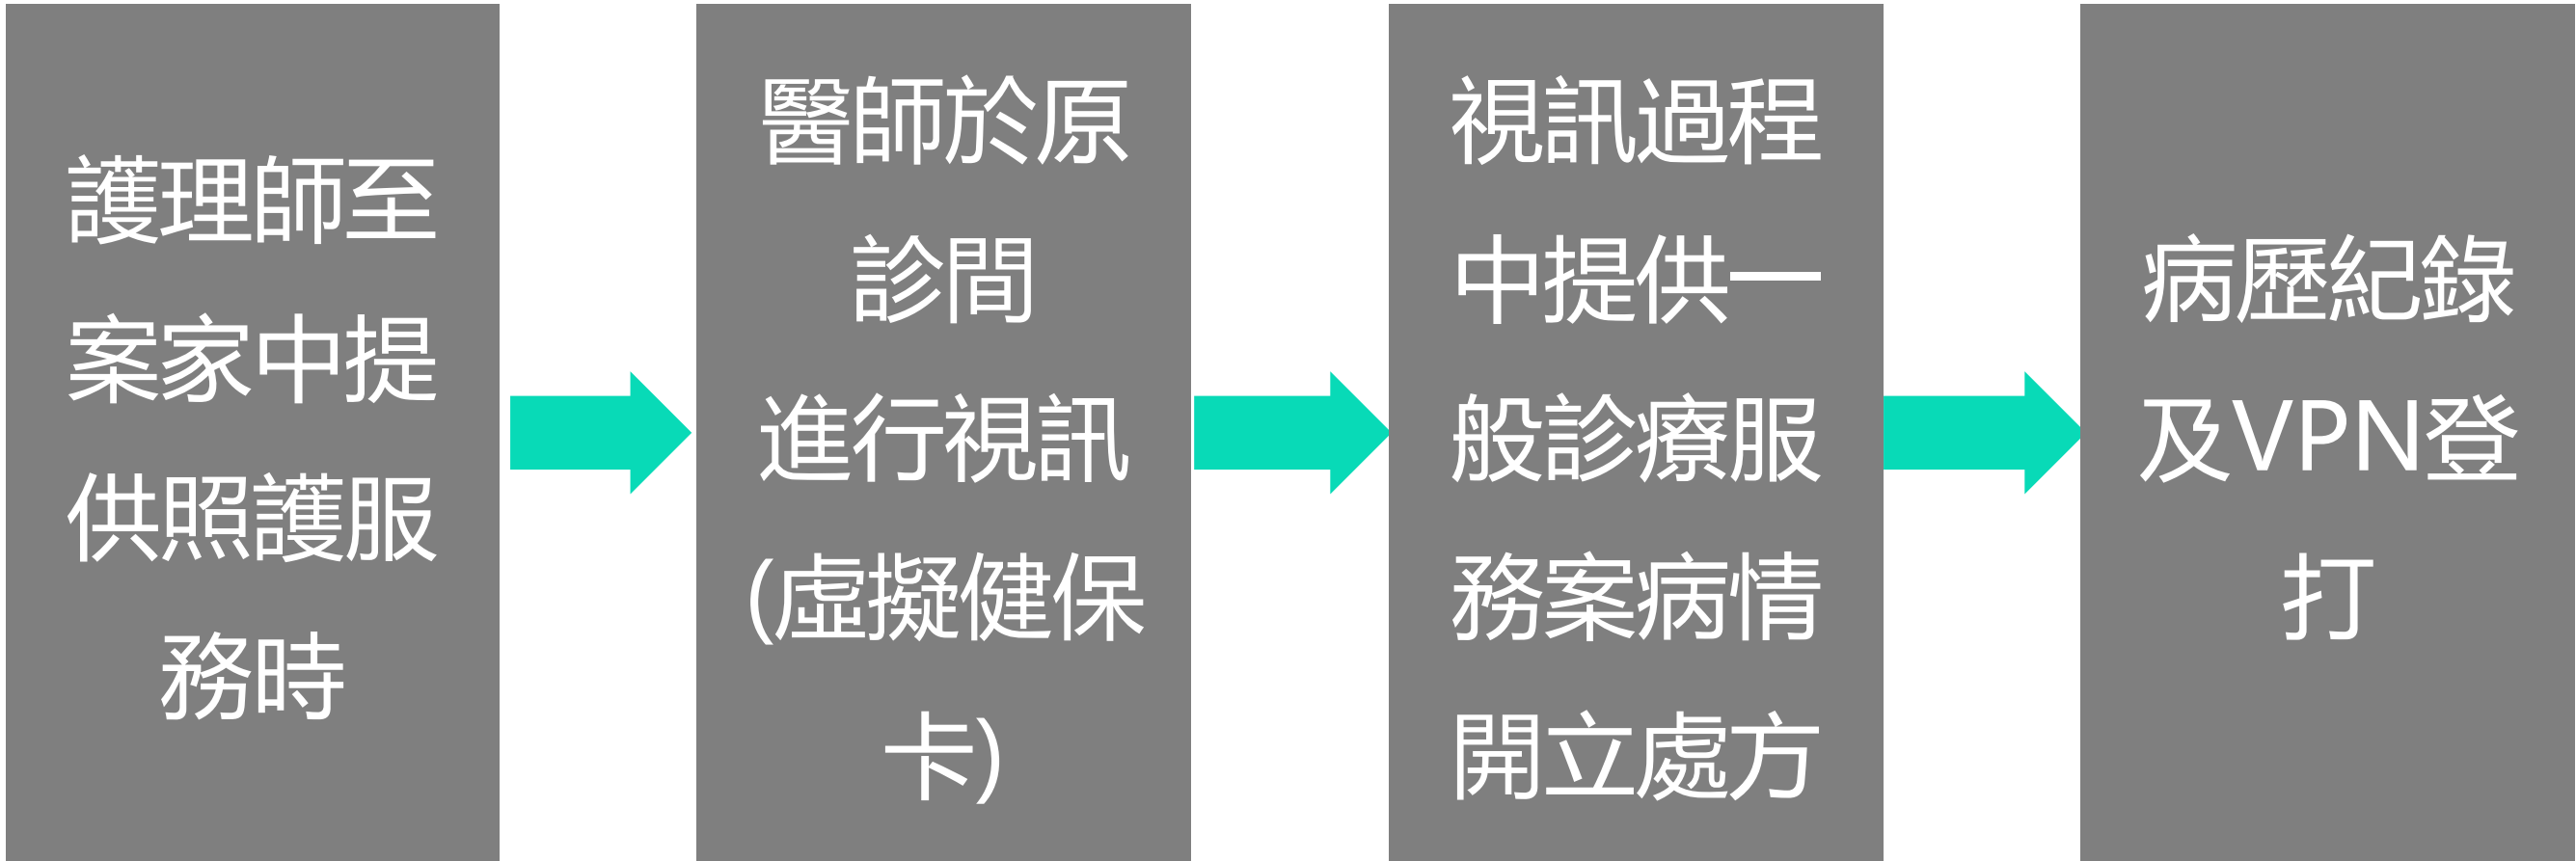 護理師至
案家中提
供照護服
務時
醫師於原
診間
進行視訊
(虛擬健保
卡)
視訊過程
中提供一
般診療服
務案病情
開立處方
病歷紀錄
及VPN登
打